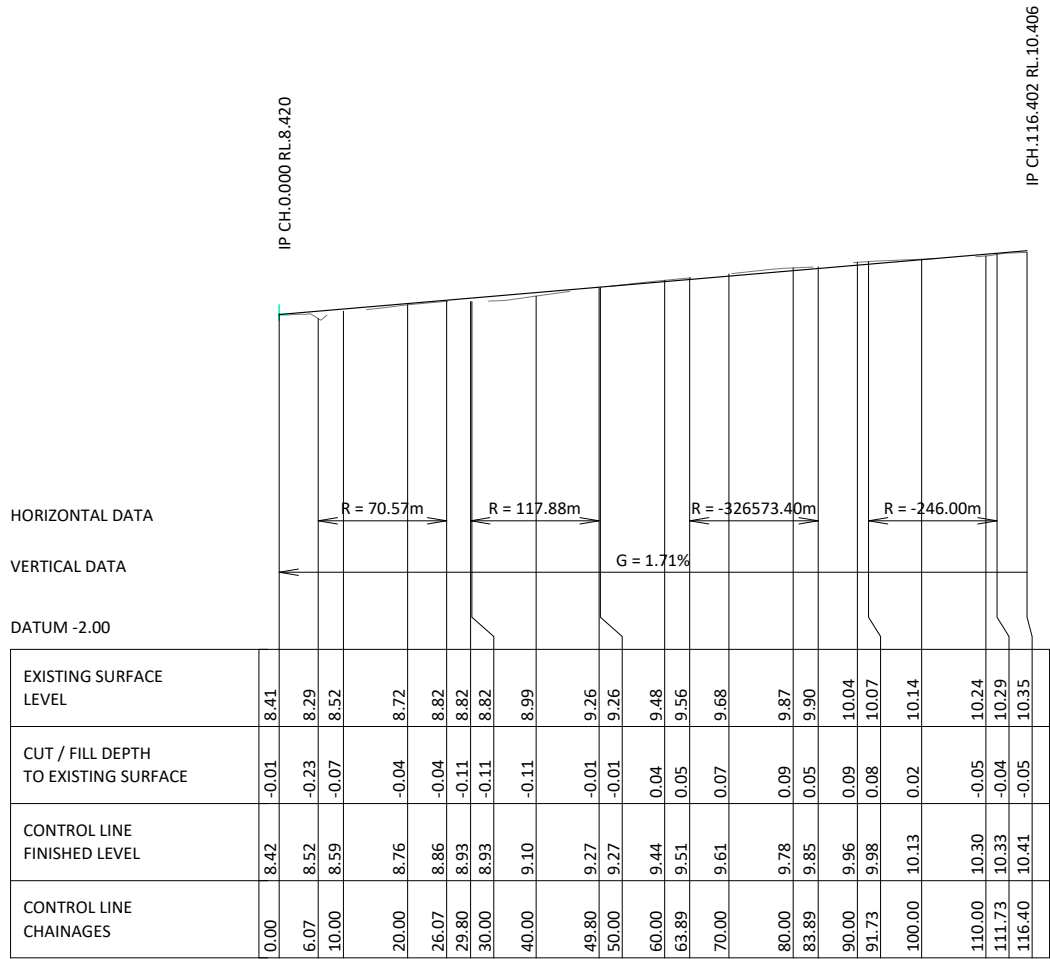 IP CH.0.000 RL.8.420
IP CH.116.402 RL.10.406
HORIZONTAL DATA
R = 70.57m
R = 117.88m
R = -326573.40m
R = -246.00m
VERTICAL DATA
G = 1.71%
DATUM -2.00
EXISTING SURFACE
LEVEL
8.41 8.29 8.52 8.72 8.82 8.82 8.82 8.99 9.26 9.26 9.48 9.56 9.68 9.87 9.90 10.04 10.07 10.14 10.24 10.29 10.35
CUT / FILL DEPTH
TO EXISTING SURFACE
-0.01 -0.23 -0.07 -0.04 -0.04 -0.11 -0.11 -0.11 -0.01 -0.01 0.04 0.05 0.07 0.09 0.05 0.09 0.08 0.02 -0.05 -0.04 -0.05
CONTROL LINE
FINISHED LEVEL
8.42 8.52 8.59 8.76 8.86 8.93 8.93 9.10 9.27 9.27 9.44 9.51 9.61 9.78 9.85 9.96 9.98 10.13 10.30 10.33 10.41
CONTROL LINE
CHAINAGES
0.00 6.07 10.00 20.00 26.07 29.80 30.00 40.00 49.80 50.00 60.00 63.89 70.00 80.00 83.89 90.00 91.73 100.00 110.00 111.73 116.40